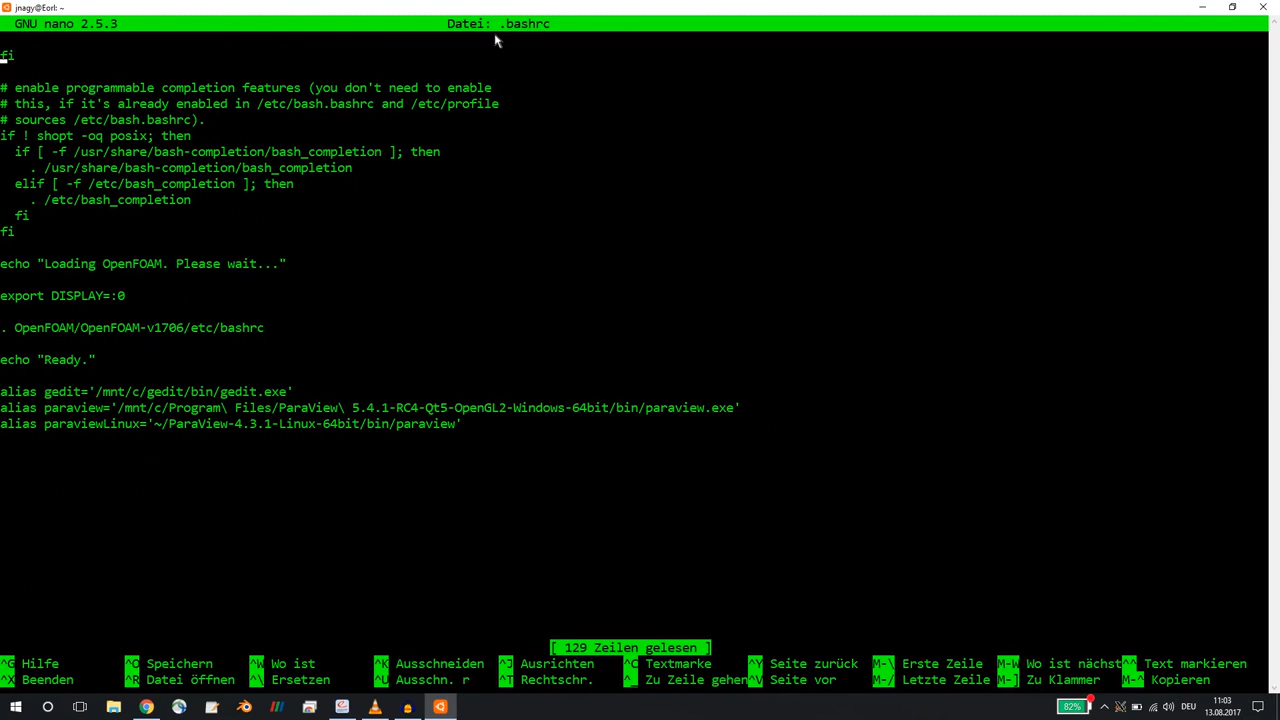 jnagy@Eorl: ~
GNU nano 2.5.3 Datei: .bashrc
fi
# enable programmable completion features (you don't need to enable
# this, if it's already enabled in /etc/bash.bashrc and /etc/profile
# sources /etc/bash.bashrc).
if ! shopt -oq posix; then
  if [ -f /usr/share/bash-completion/bash_completion ]; then
    . /usr/share/bash-completion/bash_completion
  elif [ -f /etc/bash_completion ]; then
    . /etc/bash_completion
  fi
fi
echo "Loading OpenFOAM. Please wait..."
export DISPLAY=:0
. OpenFOAM/OpenFOAM-v1706/etc/bashrc
echo "Ready."
alias gedit='/mnt/c/gedit/bin/gedit.exe'
alias paraview='/mnt/c/Program\ Files/ParaView\ 5.4.1-RC4-Qt5-OpenGL2-Windows-64bit/bin/paraview.exe'
alias paraviewLinux='~/ParaView-4.3.1-Linux-64bit/bin/paraview'
[ 129 Zeilen gelesen ]
^G Hilfe ^O Speichern ^W Wo ist ^K Ausschneiden ^J Ausrichten ^C Textmarke ^Y Seite zurück M-\ Erste Zeile M-W Wo ist nächst ^^ Text markieren
^X Beenden ^R Datei öffnen ^\ Ersetzen ^U Ausschn. r ^T Rechtschr. ^_ Zu Zeile gehen ^V Seite vor M-/ Letzte Zeile M-] Zu Klammer M-^ Kopieren
82% DEU 11:03
13.08.2017